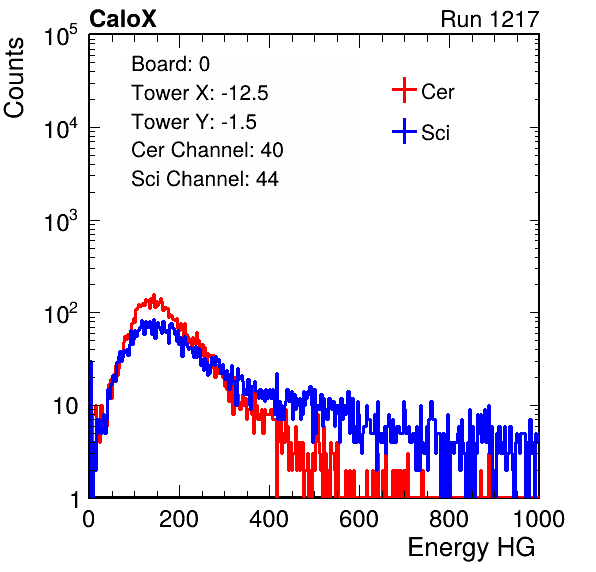 CaloX Run 1217
Counts
Board: 0
Tower X: -12.5
Tower Y: -1.5
Cer Channel: 40
Sci Channel: 44
Cer
Sci
10^5
10^4
10^3
10^2
10
1
0 200 400 600 800 1000
Energy HG